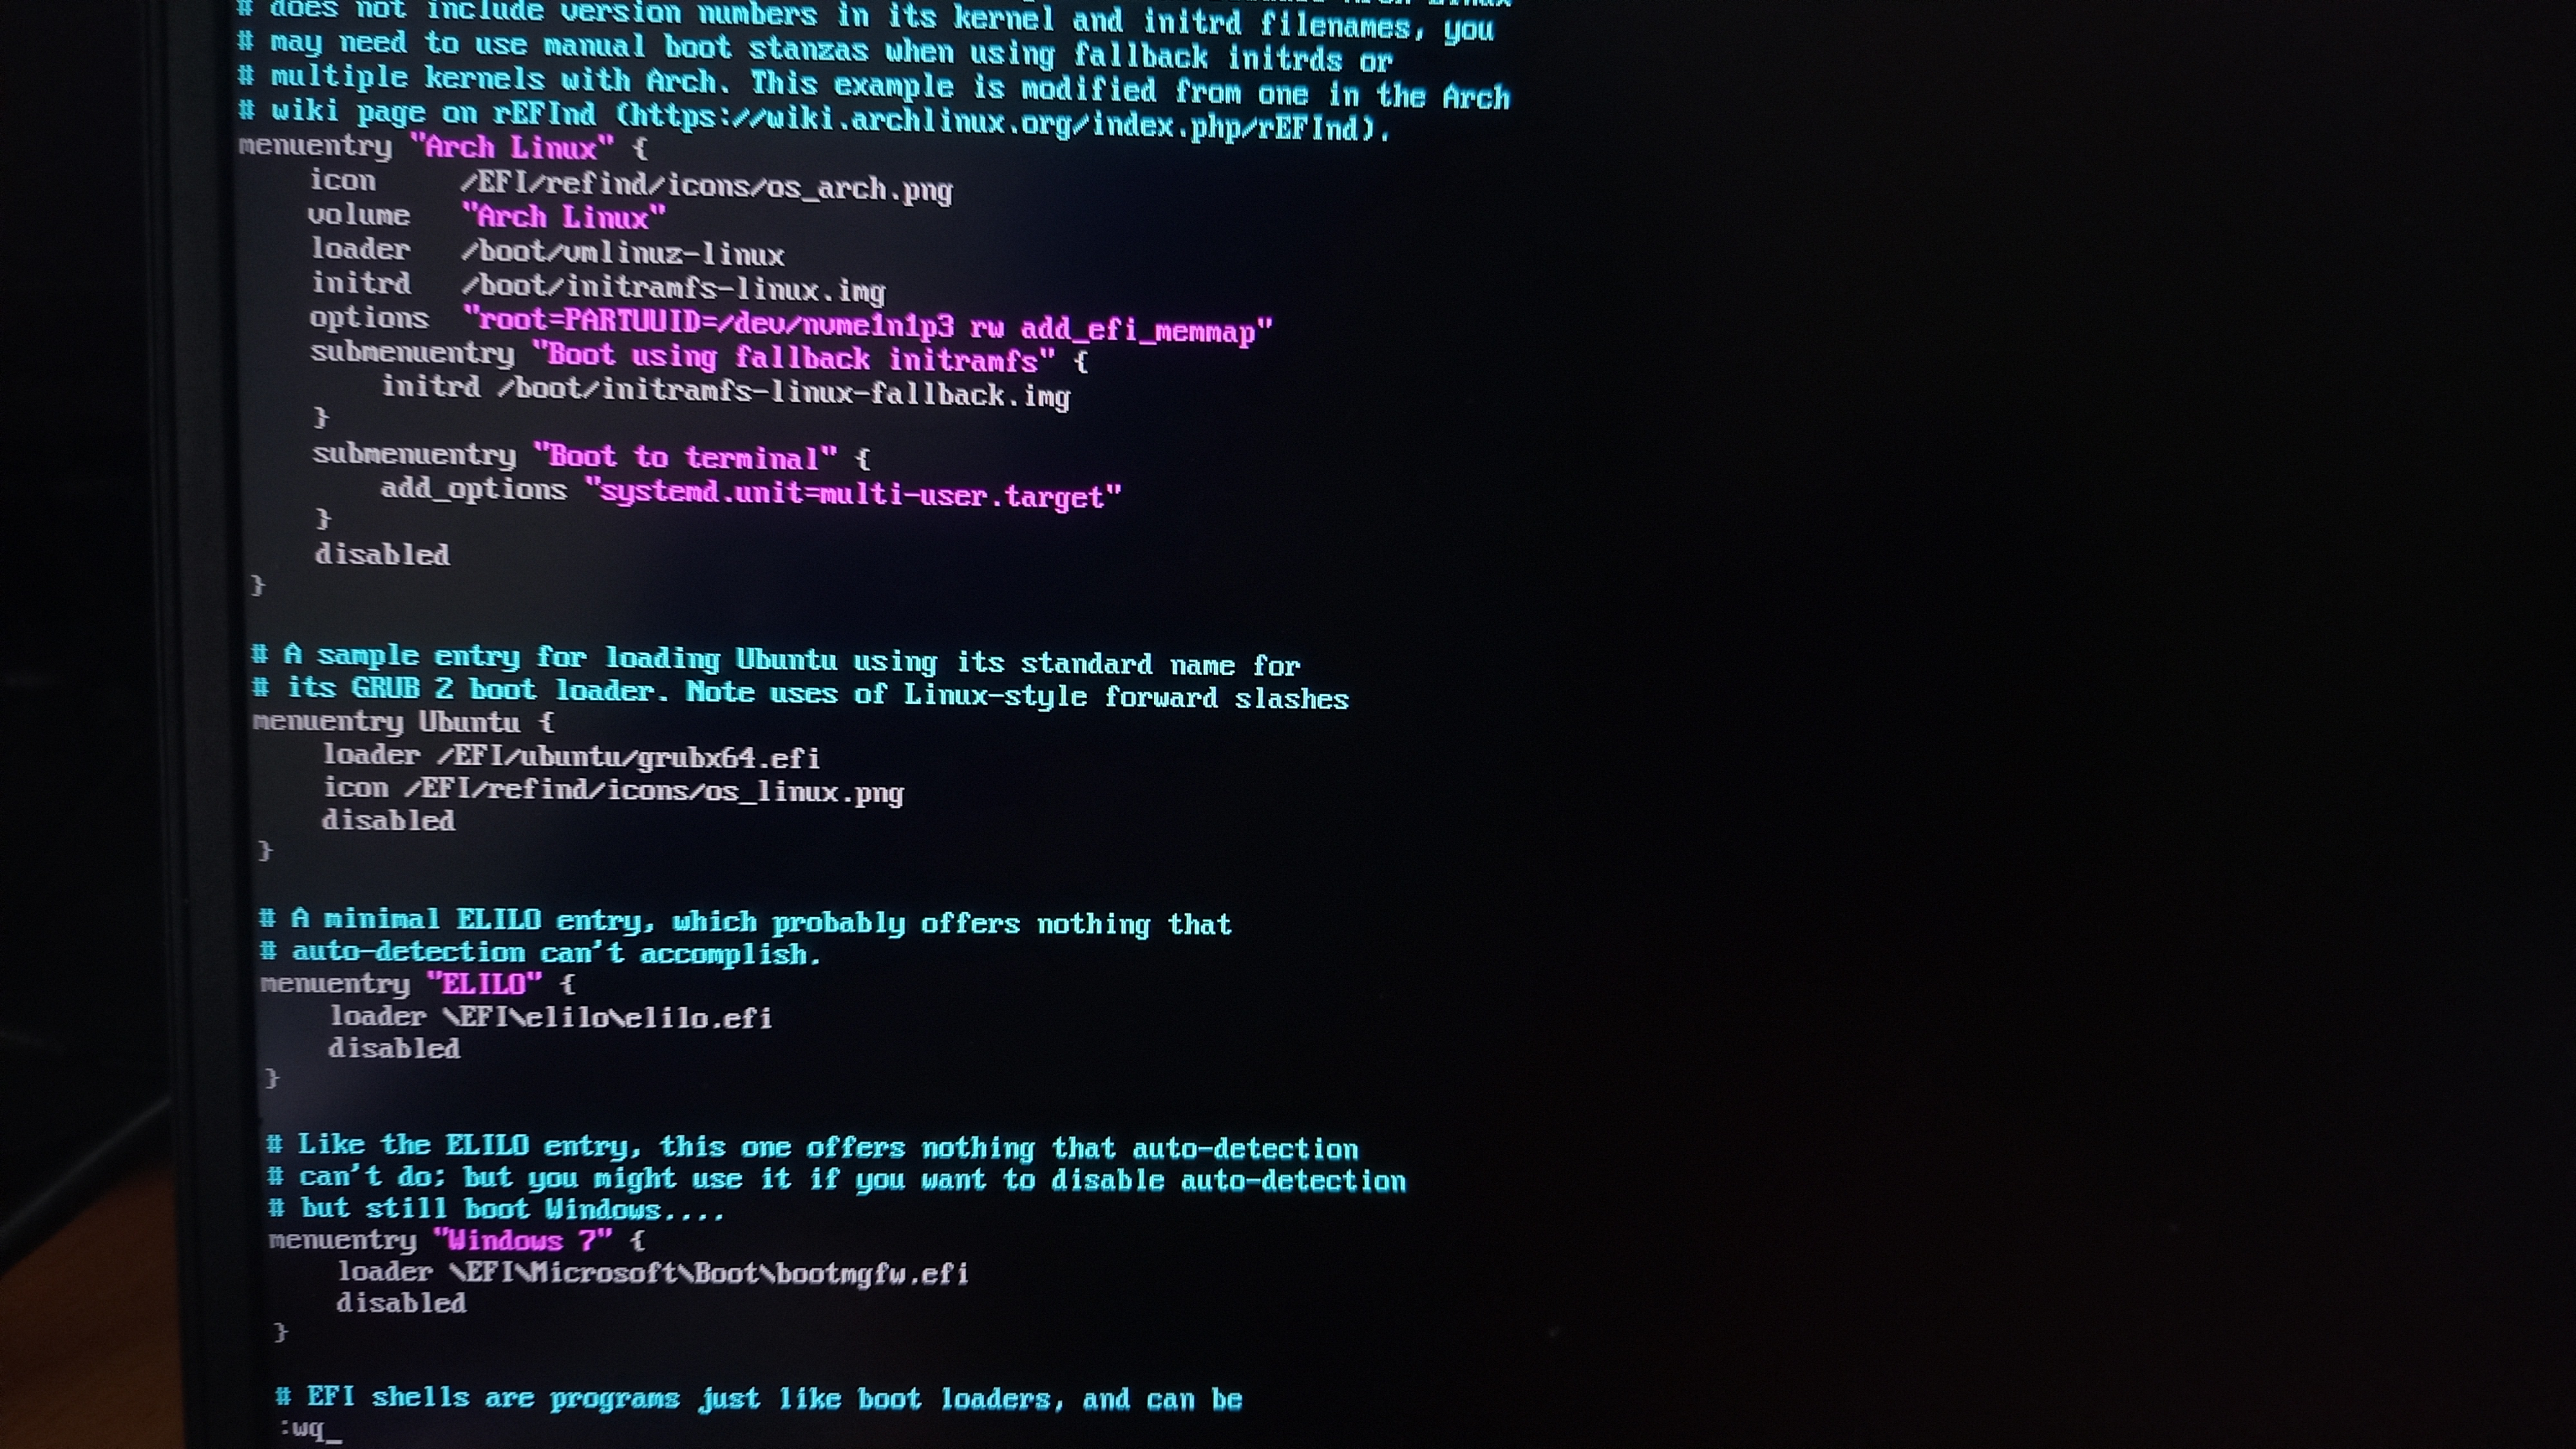 # does not include version numbers in its kernel and initrd filenames, you
# may need to use manual boot stanzas when using fallback initrds or
# multiple kernels with Arch. This example is modified from one in the Arch
# wiki page on rEFInd (https://wiki.archlinux.org/index.php/rEFInd).
menuentry "Arch Linux" {
    icon     /EFI/refind/icons/os_arch.png
    volume   "Arch Linux"
    loader   /boot/vmlinuz-linux
    initrd   /boot/initramfs-linux.img
    options  "root=PARTUUID=/dev/nvme1n1p3 rw add_efi_memmap"
    submenuentry "Boot using fallback initramfs" {
        initrd /boot/initramfs-linux-fallback.img
    }
    submenuentry "Boot to terminal" {
        add_options "systemd.unit=multi-user.target"
    }
    disabled
}
# A sample entry for loading Ubuntu using its standard name for
# its GRUB 2 boot loader. Note uses of Linux-style forward slashes
menuentry Ubuntu {
    loader /EFI/ubuntu/grubx64.efi
    icon /EFI/refind/icons/os_linux.png
    disabled
}
# A minimal ELILO entry, which probably offers nothing that
# auto-detection can't accomplish.
menuentry "ELILO" {
    loader \EFI\elilo\elilo.efi
    disabled
}
# Like the ELILO entry, this one offers nothing that auto-detection
# can't do; but you might use it if you want to disable auto-detection
# but still boot Windows....
menuentry "Windows 7" {
    loader \EFI\Microsoft\Boot\bootmgfw.efi
    disabled
}
# EFI shells are programs just like boot loaders, and can be
:wq_